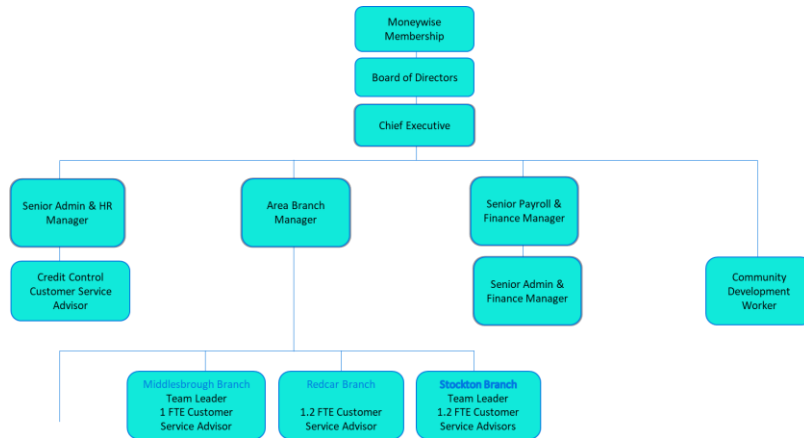 Moneywise
Membership
Board of Directors
Chief Executive
Senior Admin & HR
Manager
Area Branch
Manager
Senior Payroll &
Finance Manager
Credit Control
Customer Service
Advisor
Senior Admin &
Finance Manager
Community
Development
Worker
Middlesbrough Branch
Team Leader
1 FTE Customer
Service Advisor
Redcar Branch
1.2 FTE Customer
Service Advisor
Stockton Branch
Team Leader
1.2 FTE Customer
Service Advisors